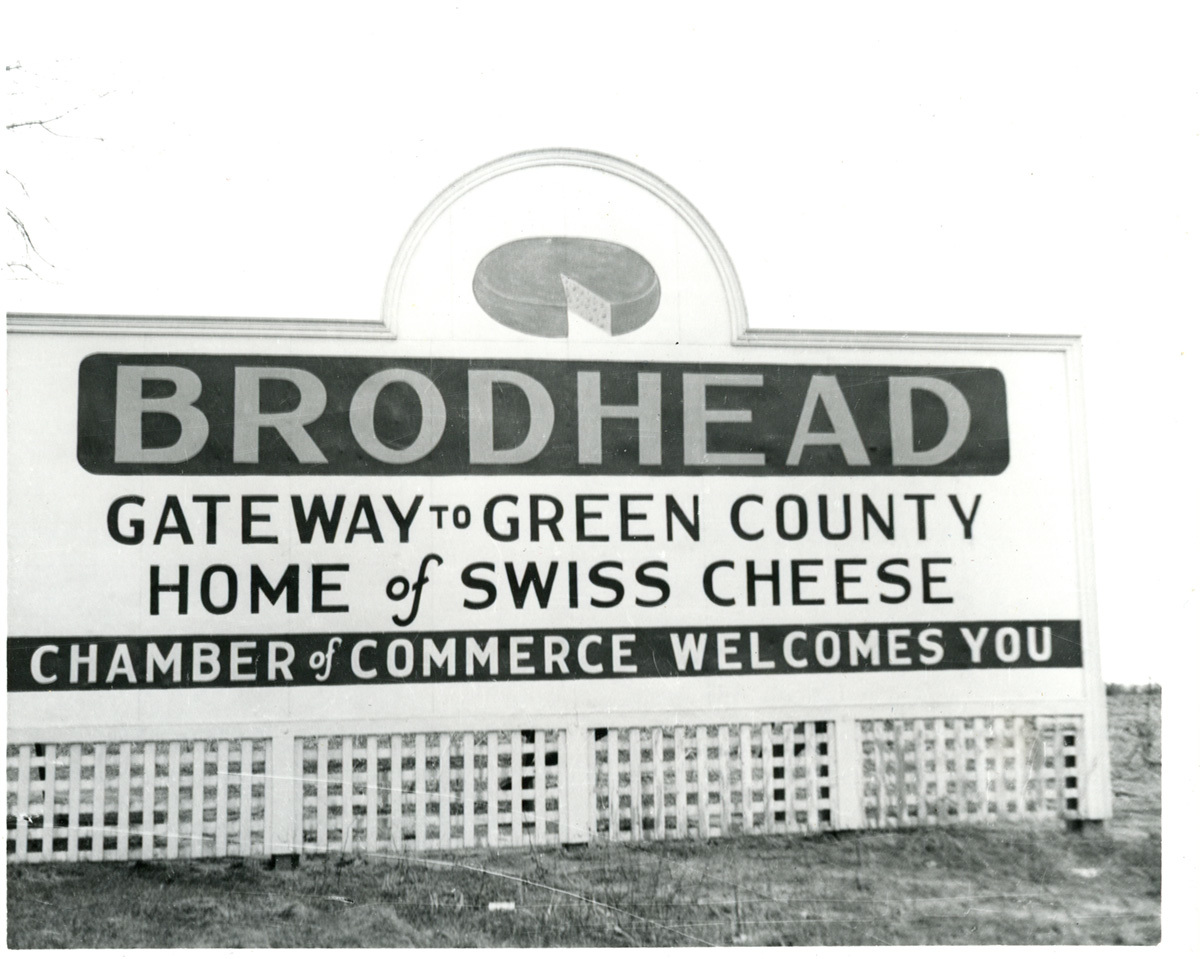 BRODHEAD
GATEWAY TO GREEN COUNTY
HOME of SWISS CHEESE
CHAMBER of COMMERCE WELCOMES YOU